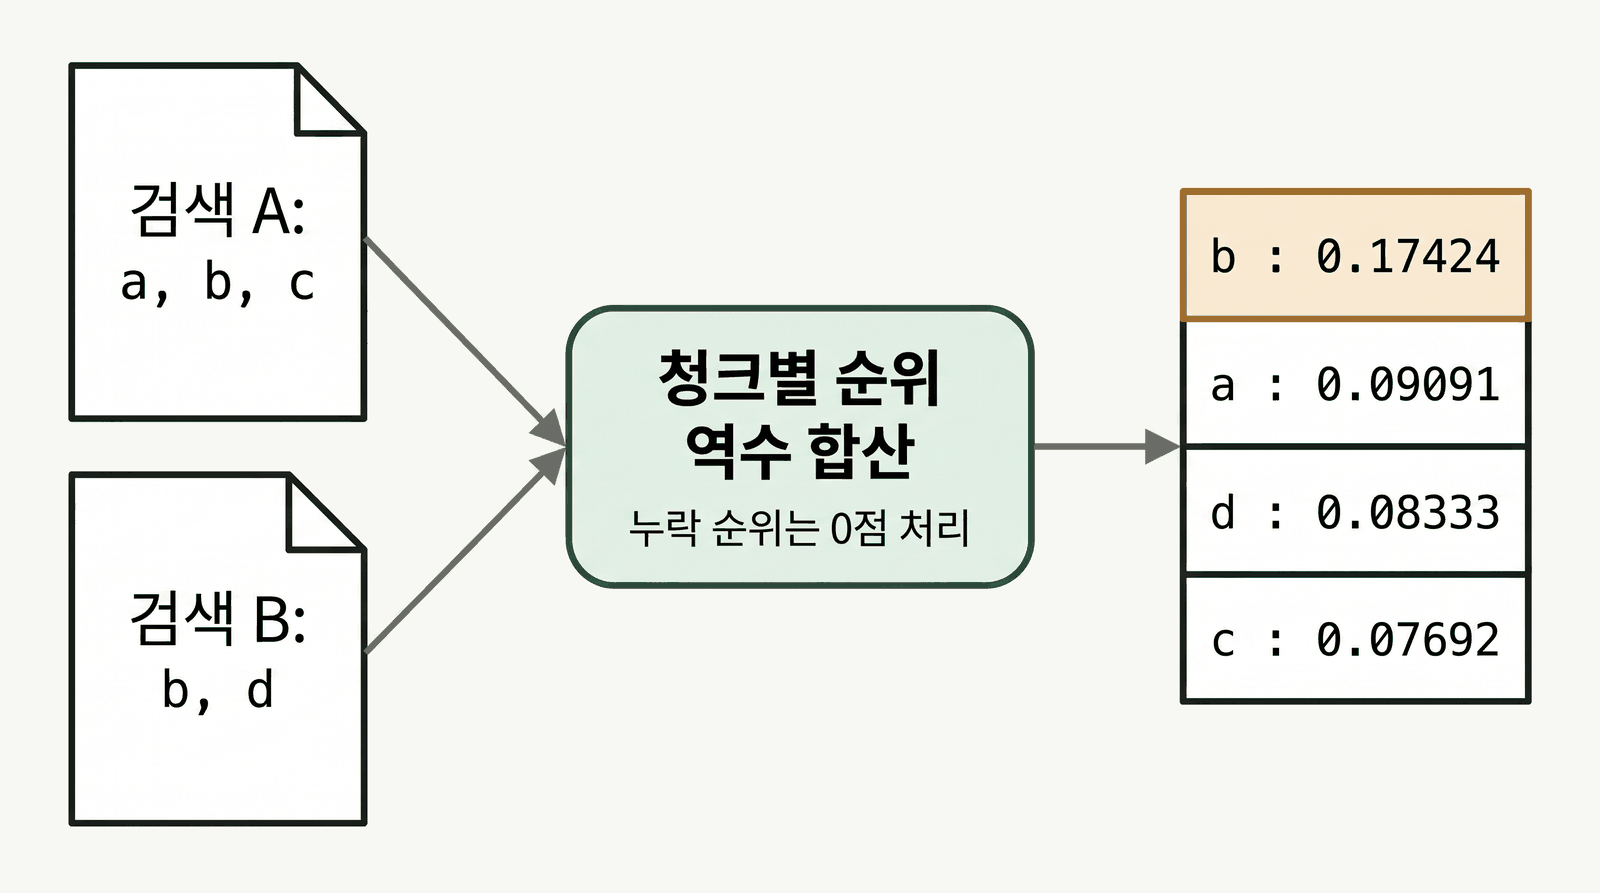 검색 A:
a, b, c
검색 B:
b, d
청크별 순위
역수 합산
누락 순위는 0점 처리
b : 0.17424
a : 0.09091
d : 0.08333
c : 0.07692